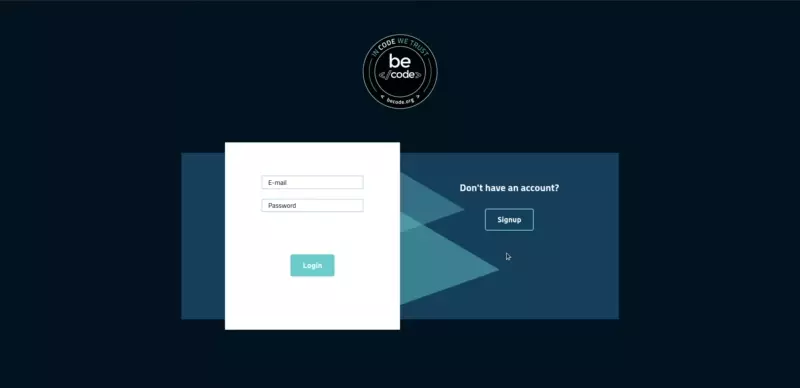 IN CODE WE TRUST
be
</code>
< becode.org >
E-mail
Password
Login
Don't have an account?
Signup